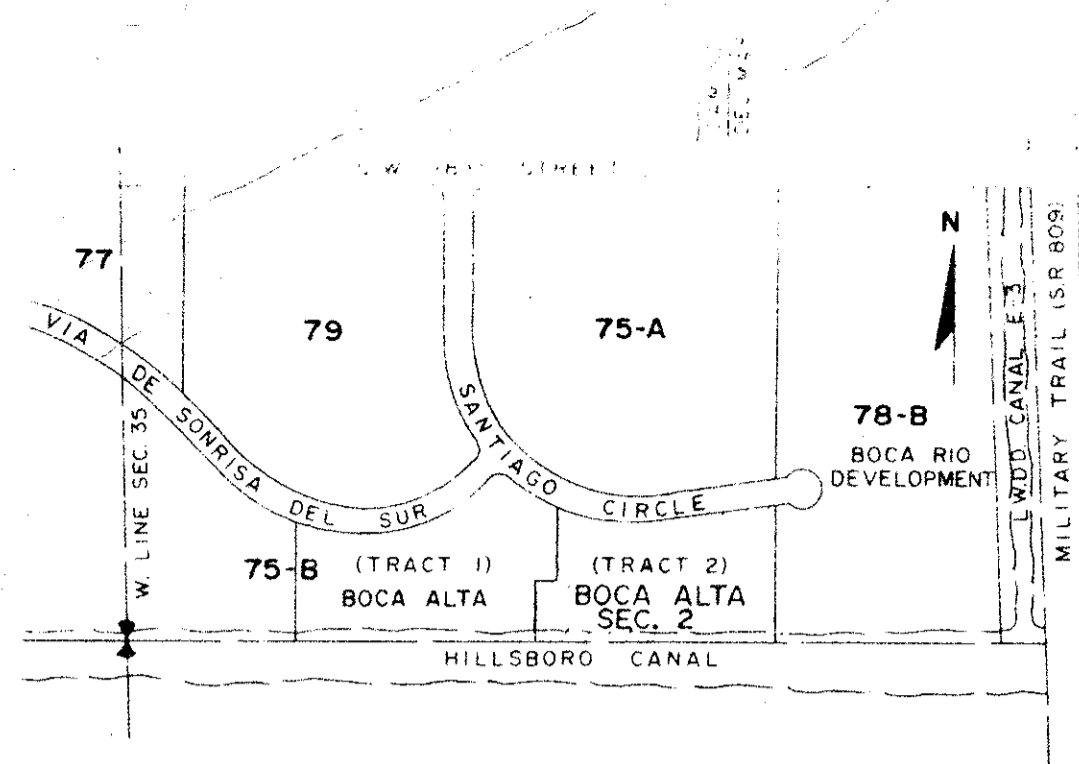 STREET
77
79
75-A
N
VIA DE SONRISA DEL SUR
SANTIAGO CIRCLE
W. LINE SEC. 35
78-B
BOCA RIO
DEVELOPMENT
LWDD CANAL E-3
MILITARY TRAIL (S.R 809)
75-B
(TRACT 1)
BOCA ALTA
(TRACT 2)
BOCA ALTA
SEC. 2
HILLSBORO CANAL